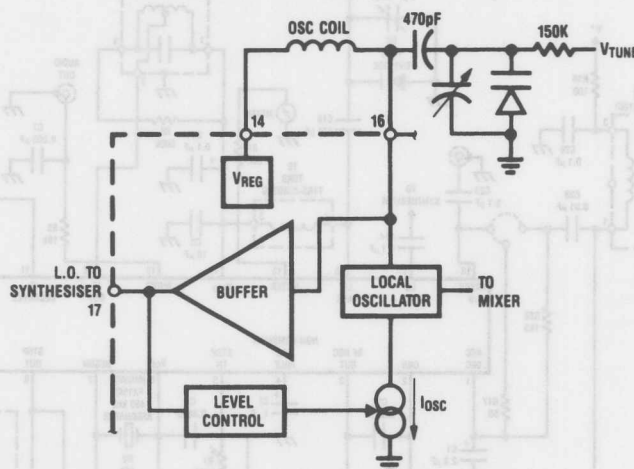 OSC COIL
470pF
150K
VTUNE
14
16
VREG
L.O. TO
SYNTHESISER
17
BUFFER
LOCAL
OSCILLATOR
TO
MIXER
LEVEL
CONTROL
IOSC